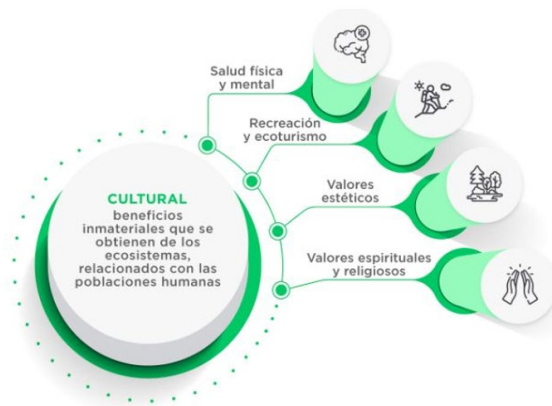 Salud física
y mental
Recreación
y ecoturismo
Valores
estéticos
Valores espirituales
y religiosos
CULTURAL
beneficios
inmateriales que se
obtienen de los
ecosistemas,
relacionados con las
poblaciones humanas